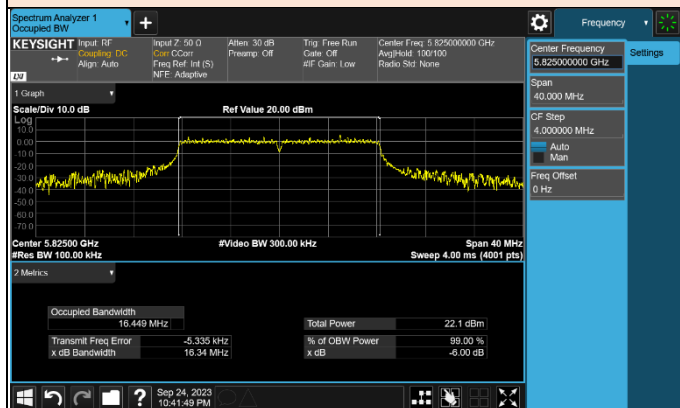 Spectrum Analyzer 1
Occupied BW
Frequency
KEYSIGHT
Input: RF
Coupling: DC
Align: Auto
Input Z: 50 Ω
Corr CCorr
Freq Ref: Int (S)
NFE: Adaptive
Atten: 30 dB
Preamp: Off
Trig: Free Run
Gate: Off
#IF Gain: Low
Center Freq: 5.825000000 GHz
Avg|Hold: 100/100
Radio Std: None
LXI
Center Frequency
5.825000000 GHz
Settings
Span
40.000 MHz
CF Step
4.000000 MHz
Auto
Man
Freq Offset
0 Hz
1 Graph
Scale/Div 10.0 dB
Ref Value 20.00 dBm
Log
10.0
0.00
-10.0
-20.0
-30.0
-40.0
-50.0
-60.0
-70.0
Center 5.82500 GHz
#Video BW 300.00 kHz
Span 40 MHz
#Res BW 100.00 kHz
Sweep 4.00 ms (4001 pts)
2 Metrics
Occupied Bandwidth
16.449 MHz
Total Power
22.1 dBm
Transmit Freq Error
-5.335 kHz
% of OBW Power
99.00 %
x dB Bandwidth
16.34 MHz
x dB
-6.00 dB
?
Sep 24, 2023
10:41:49 PM